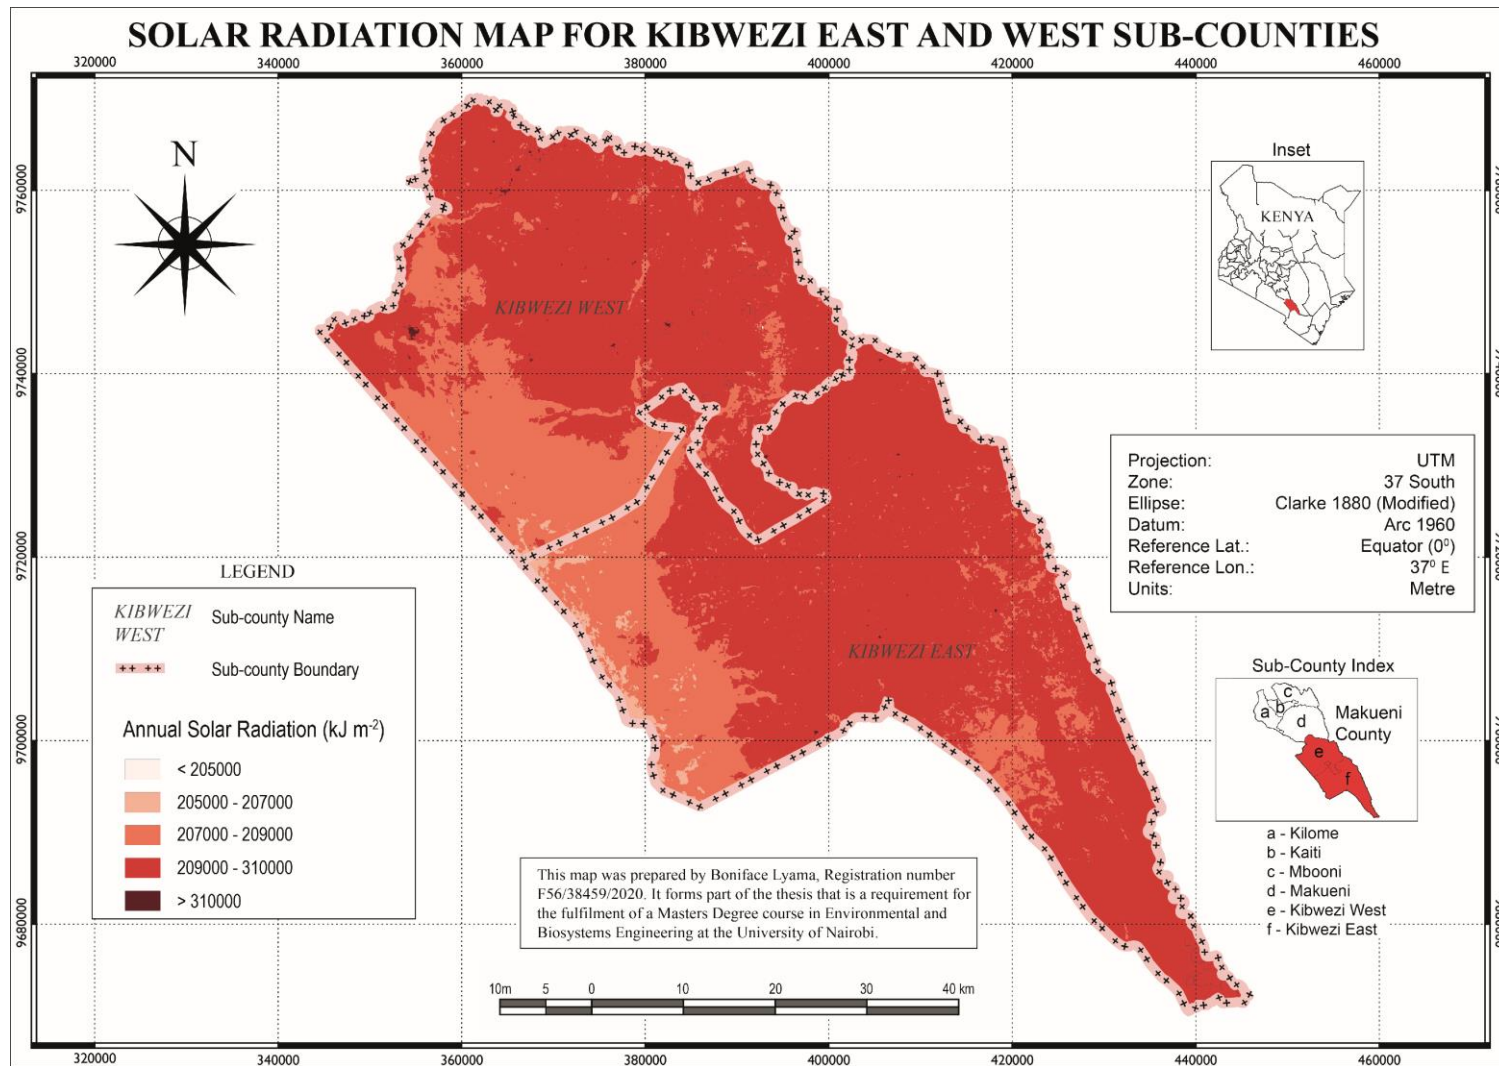 SOLAR RADIATION MAP FOR KIBWEZI EAST AND WEST SUB-COUNTIES
320000 340000 360000 380000 400000 420000 440000 460000
N
9760000
9740000
9720000
9700000
9680000
KIBWEZI WEST
KIBWEZI EAST
Inset
KENYA
9760000
9740000
9720000
9700000
9680000
Projection: UTM
Zone: 37 South
Ellipse: Clarke 1880 (Modified)
Datum: Arc 1960
Reference Lat.: Equator (0⁰)
Reference Lon.: 37⁰ E
Units: Metre
LEGEND
KIBWEZI
WEST
Sub-county Name
Sub-county Boundary
Annual Solar Radiation (kJ m⁻²)
< 205000
205000 - 207000
207000 - 209000
209000 - 310000
> 310000
Sub-County Index
a
b
c
d
e
f
Makueni
County
a - Kilome
b - Kaiti
c - Mbooni
d - Makueni
e - Kibwezi West
f - Kibwezi East
This map was prepared by Boniface Lyama, Registration number
F56/38459/2020. It forms part of the thesis that is a requirement for
the fulfilment of a Masters Degree course in Environmental and
Biosystems Engineering at the University of Nairobi.
10m 5 0 10 20 30 40 km
320000 340000 360000 380000 400000 420000 440000 460000